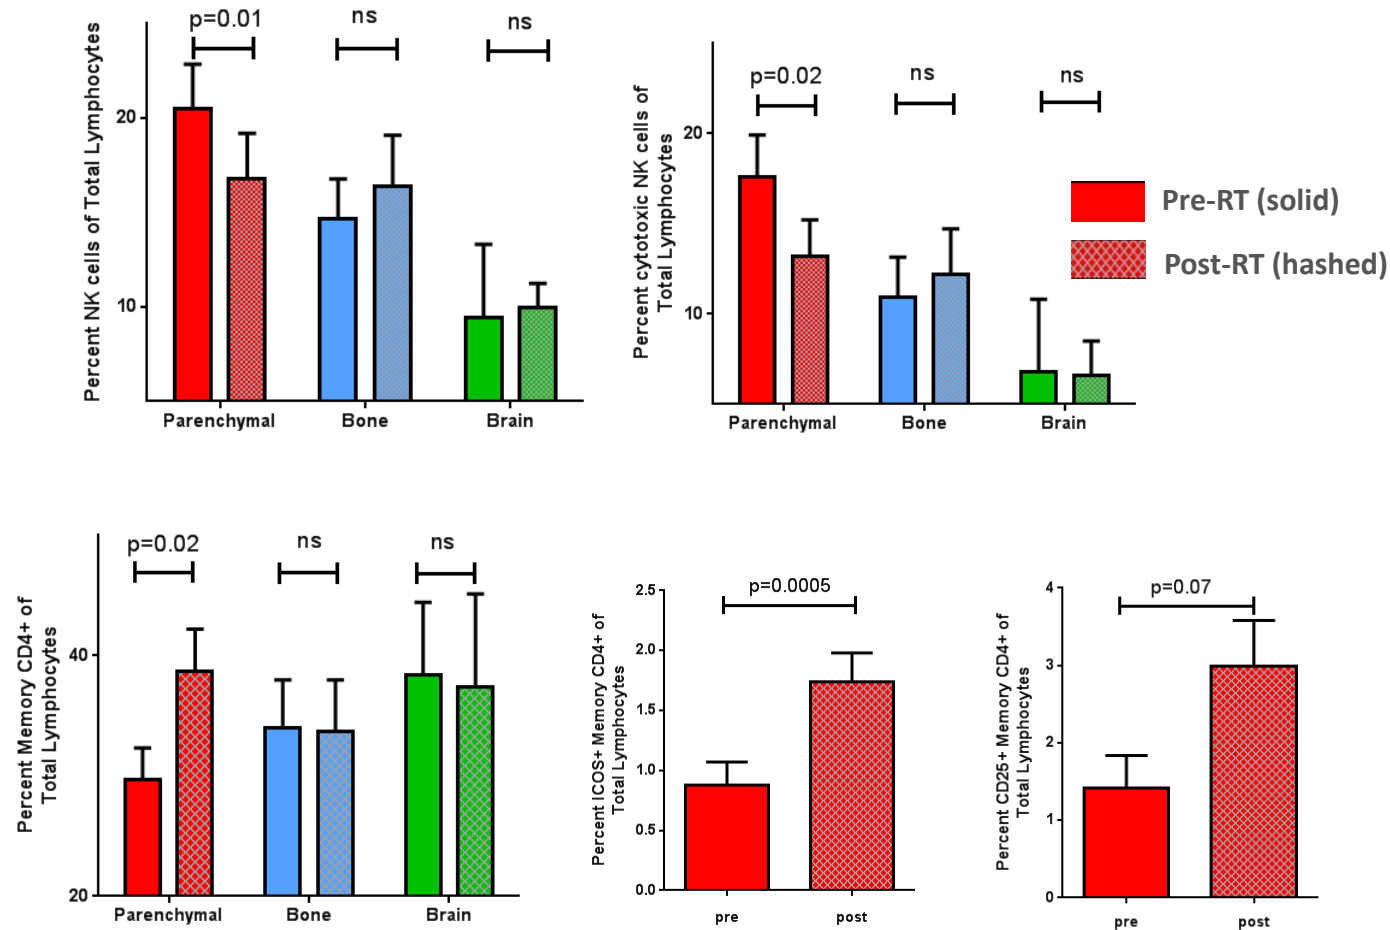 p=0.01
ns
ns
Percent NK cells of Total Lymphocytes
20
10
Parenchymal
Bone
Brain
p=0.02
ns
ns
Percent cytotoxic NK cells of
Total Lymphocytes
20
10
Parenchymal
Bone
Brain
Pre-RT (solid)
Post-RT (hashed)
p=0.02
ns
ns
Percent Memory CD4+ of
Total Lymphocytes
40
20
Parenchymal
Bone
Brain
p=0.0005
Percent ICOS+ Memory CD4+ of
Total Lymphocytes
2.5
2.0
1.5
1.0
0.5
0.0
pre
post
p=0.07
Percent CD25+ Memory CD4+ of
Total Lymphocytes
4
3
2
1
0
pre
post